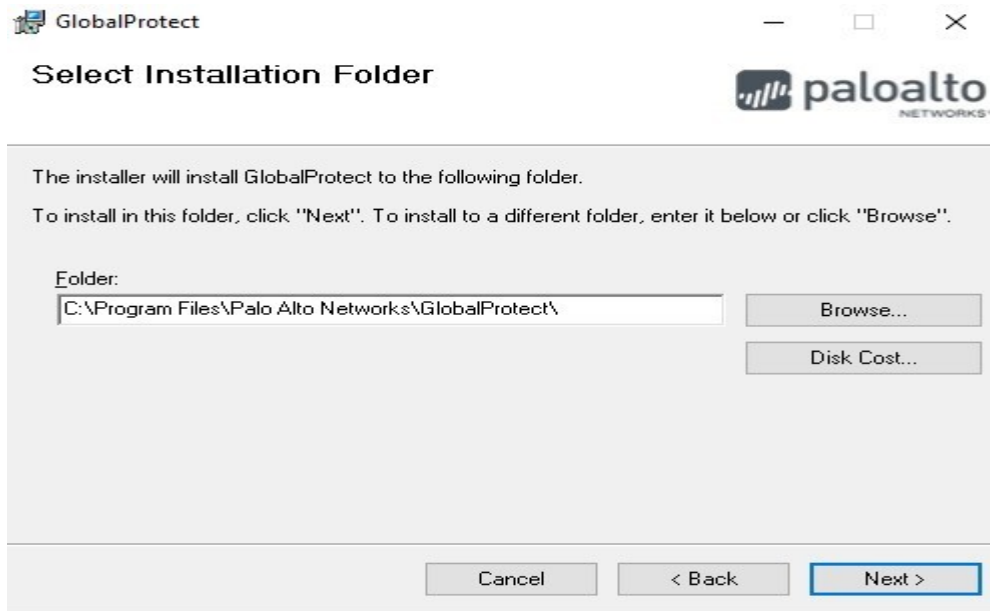 GlobalProtect
Select Installation Folder
paloalto
NETWORKS
The installer will install GlobalProtect to the following folder.
To install in this folder, click "Next". To install to a different folder, enter it below or click "Browse".
Folder:
C:\Program Files\Palo Alto Networks\GlobalProtect\
Browse...
Disk Cost...
Cancel
< Back
Next >